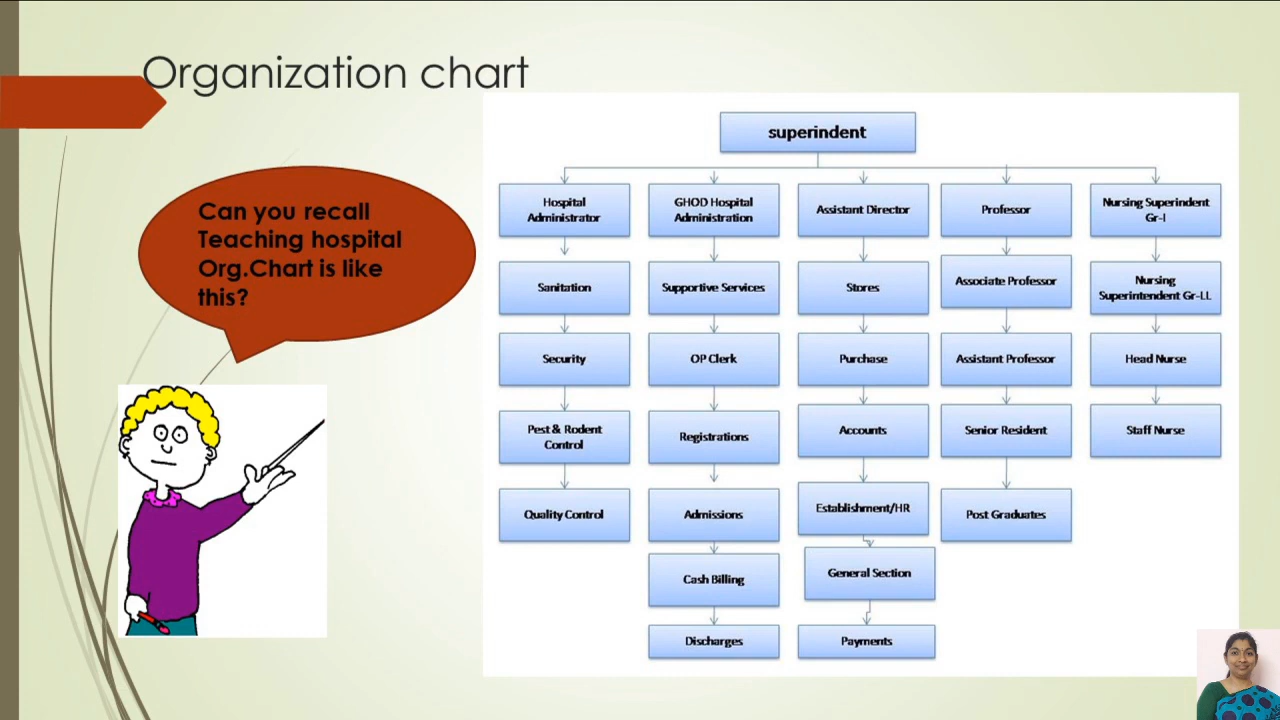 Organization chart
Can you recall
Teaching hospital
Org.Chart is like
this?
superindent
Hospital
Administrator
Sanitation
Security
Pest & Rodent
Control
Quality Control
GHOD Hospital
Administration
Supportive Services
OP Clerk
Registrations
Admissions
Cash Billing
Discharges
Assistant Director
Stores
Purchase
Accounts
Establishment/HR
General Section
Payments
Professor
Associate Professor
Assistant Professor
Senior Resident
Post Graduates
Nursing Superindent
Gr-I
Nursing
Superintendent Gr-LL
Head Nurse
Staff Nurse